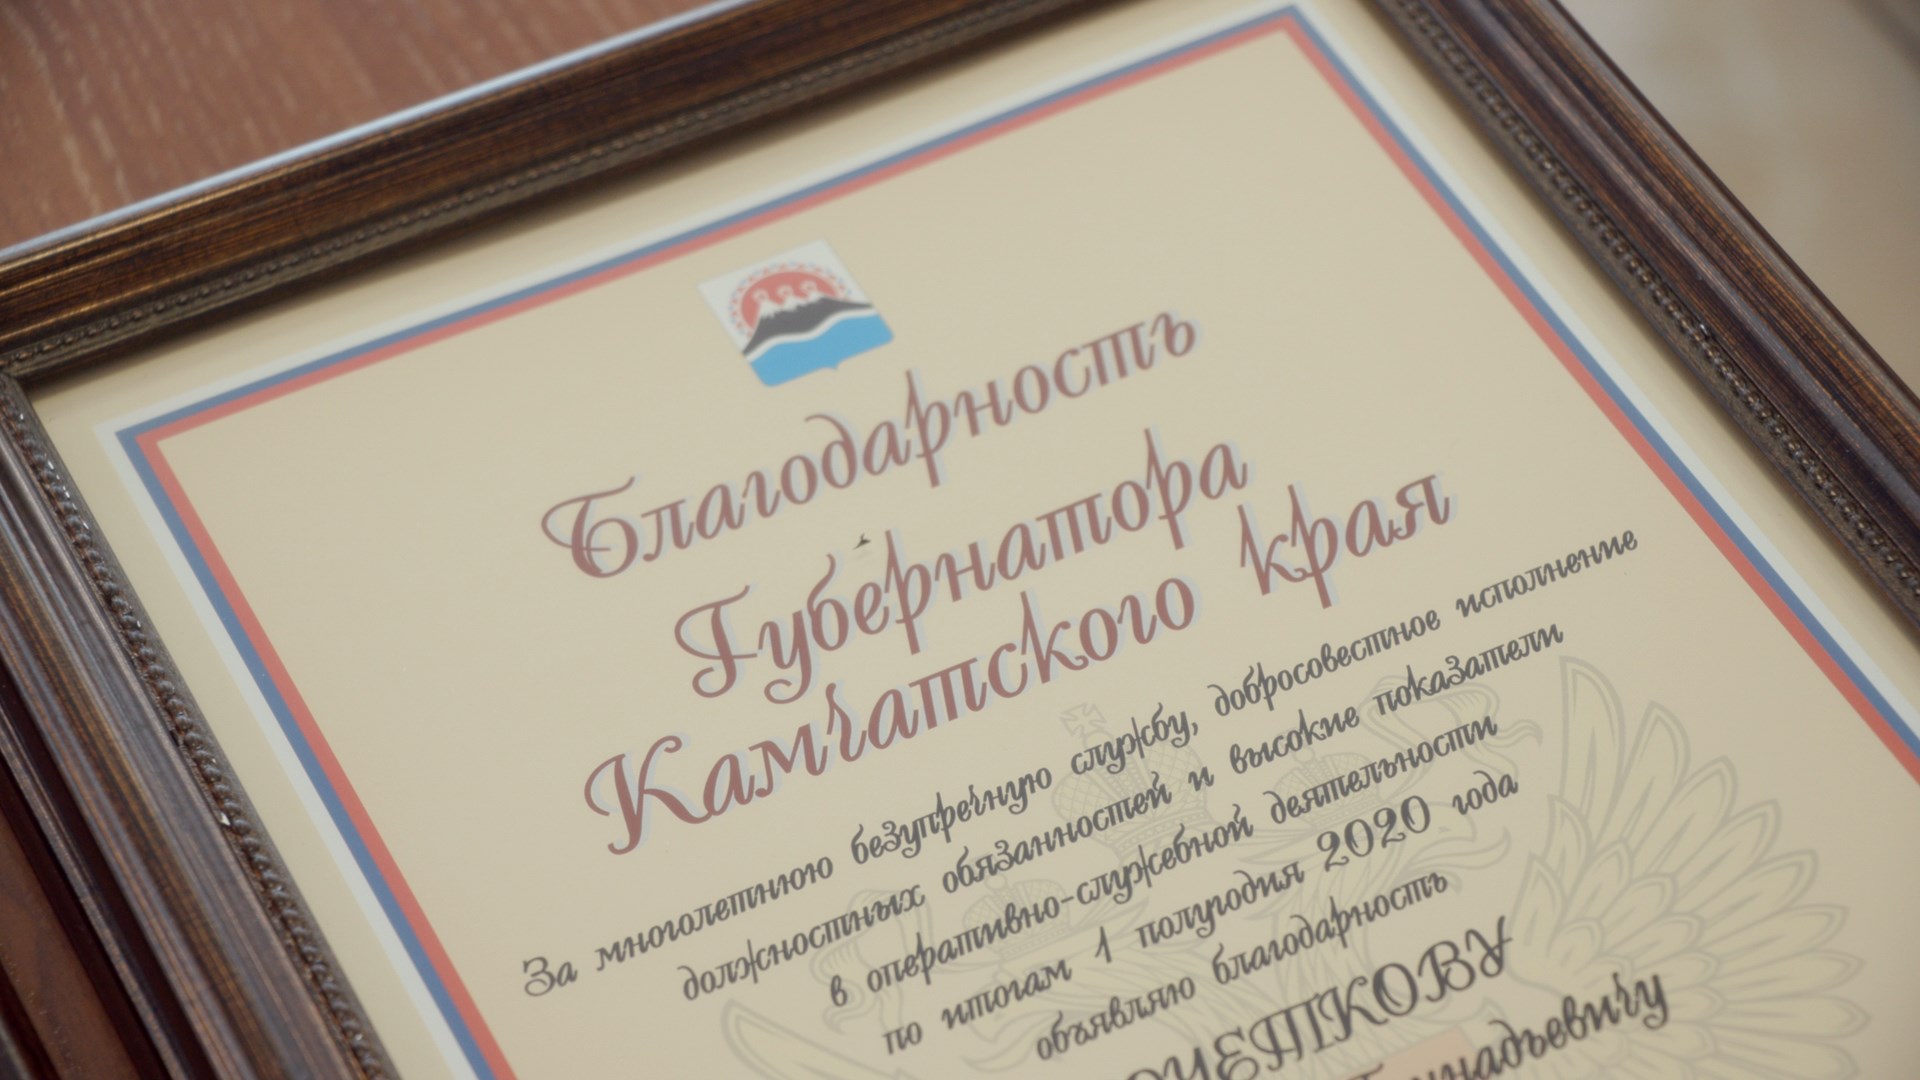 Благодарность
Губернатора
Камчатского края
За многолетнюю безупречную службу, добросовестное исполнение
должностных обязанностей и высокие показатели
в оперативно-служебной деятельности
по итогам 1 полугодия 2020 года
объявляю благодарность